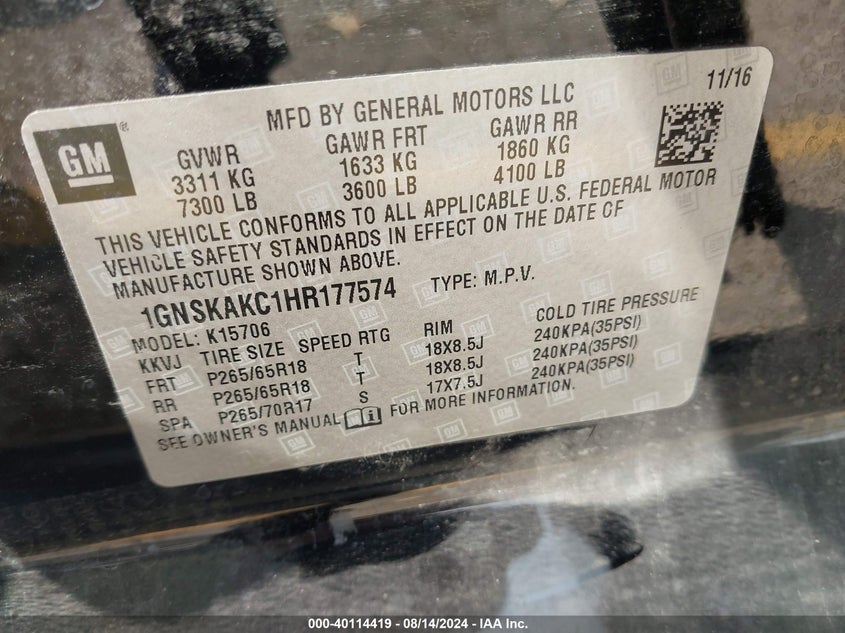 11/16
MFD BY GENERAL MOTORS LLC
GM®
GVWR GAWR FRT GAWR RR
3311 KG 1633 KG 1860 KG
7300 LB 3600 LB 4100 LB
THIS VEHICLE CONFORMS TO ALL APPLICABLE U.S. FEDERAL MOTOR
VEHICLE SAFETY STANDARDS IN EFFECT ON THE DATE OF
MANUFACTURE SHOWN ABOVE.
1GNSKAKC1HR177574 TYPE: M.P.V.
MODEL: K15706
KKVJ TIRE SIZE SPEED RTG RIM COLD TIRE PRESSURE
FRT P265/65R18 T 18X8.5J 240KPA(35PSI)
RR P265/65R18 T 18X8.5J 240KPA(35PSI)
SPA P265/70R17 S 17X7.5J 240KPA(35PSI)
SEE OWNER'S MANUAL FOR MORE INFORMATION.
000-40114419 - 08/14/2024 - IAA Inc.